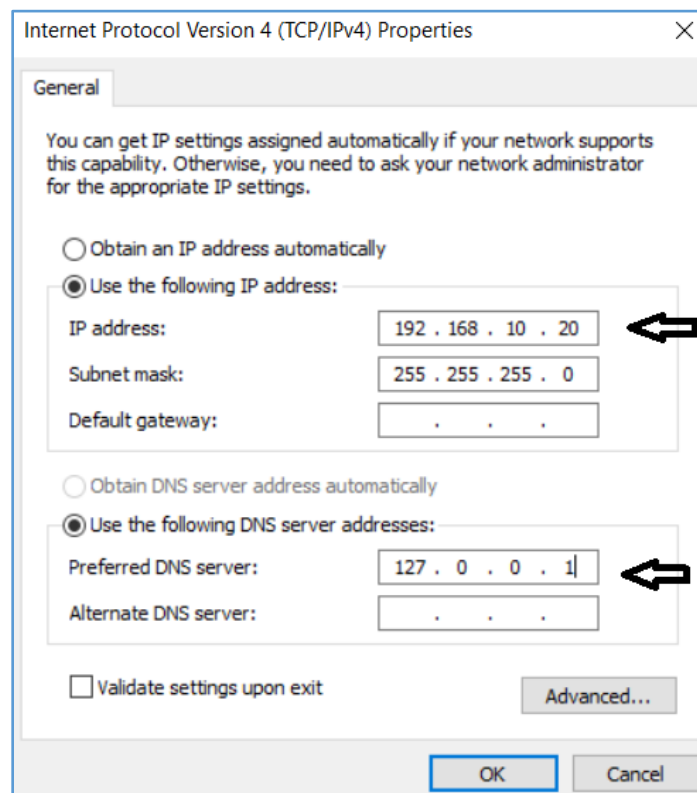 Internet Protocol Version 4 (TCP/IPv4) Properties
General
You can get IP settings assigned automatically if your network supports
this capability. Otherwise, you need to ask your network administrator
for the appropriate IP settings.
Obtain an IP address automatically
Use the following IP address:
IP address: 192 . 168 . 10 . 20
Subnet mask: 255 . 255 . 255 . 0
Default gateway: . . .
Obtain DNS server address automatically
Use the following DNS server addresses:
Preferred DNS server: 127 . 0 . 0 . 1
Alternate DNS server: . . .
Validate settings upon exit
Advanced...
OK Cancel